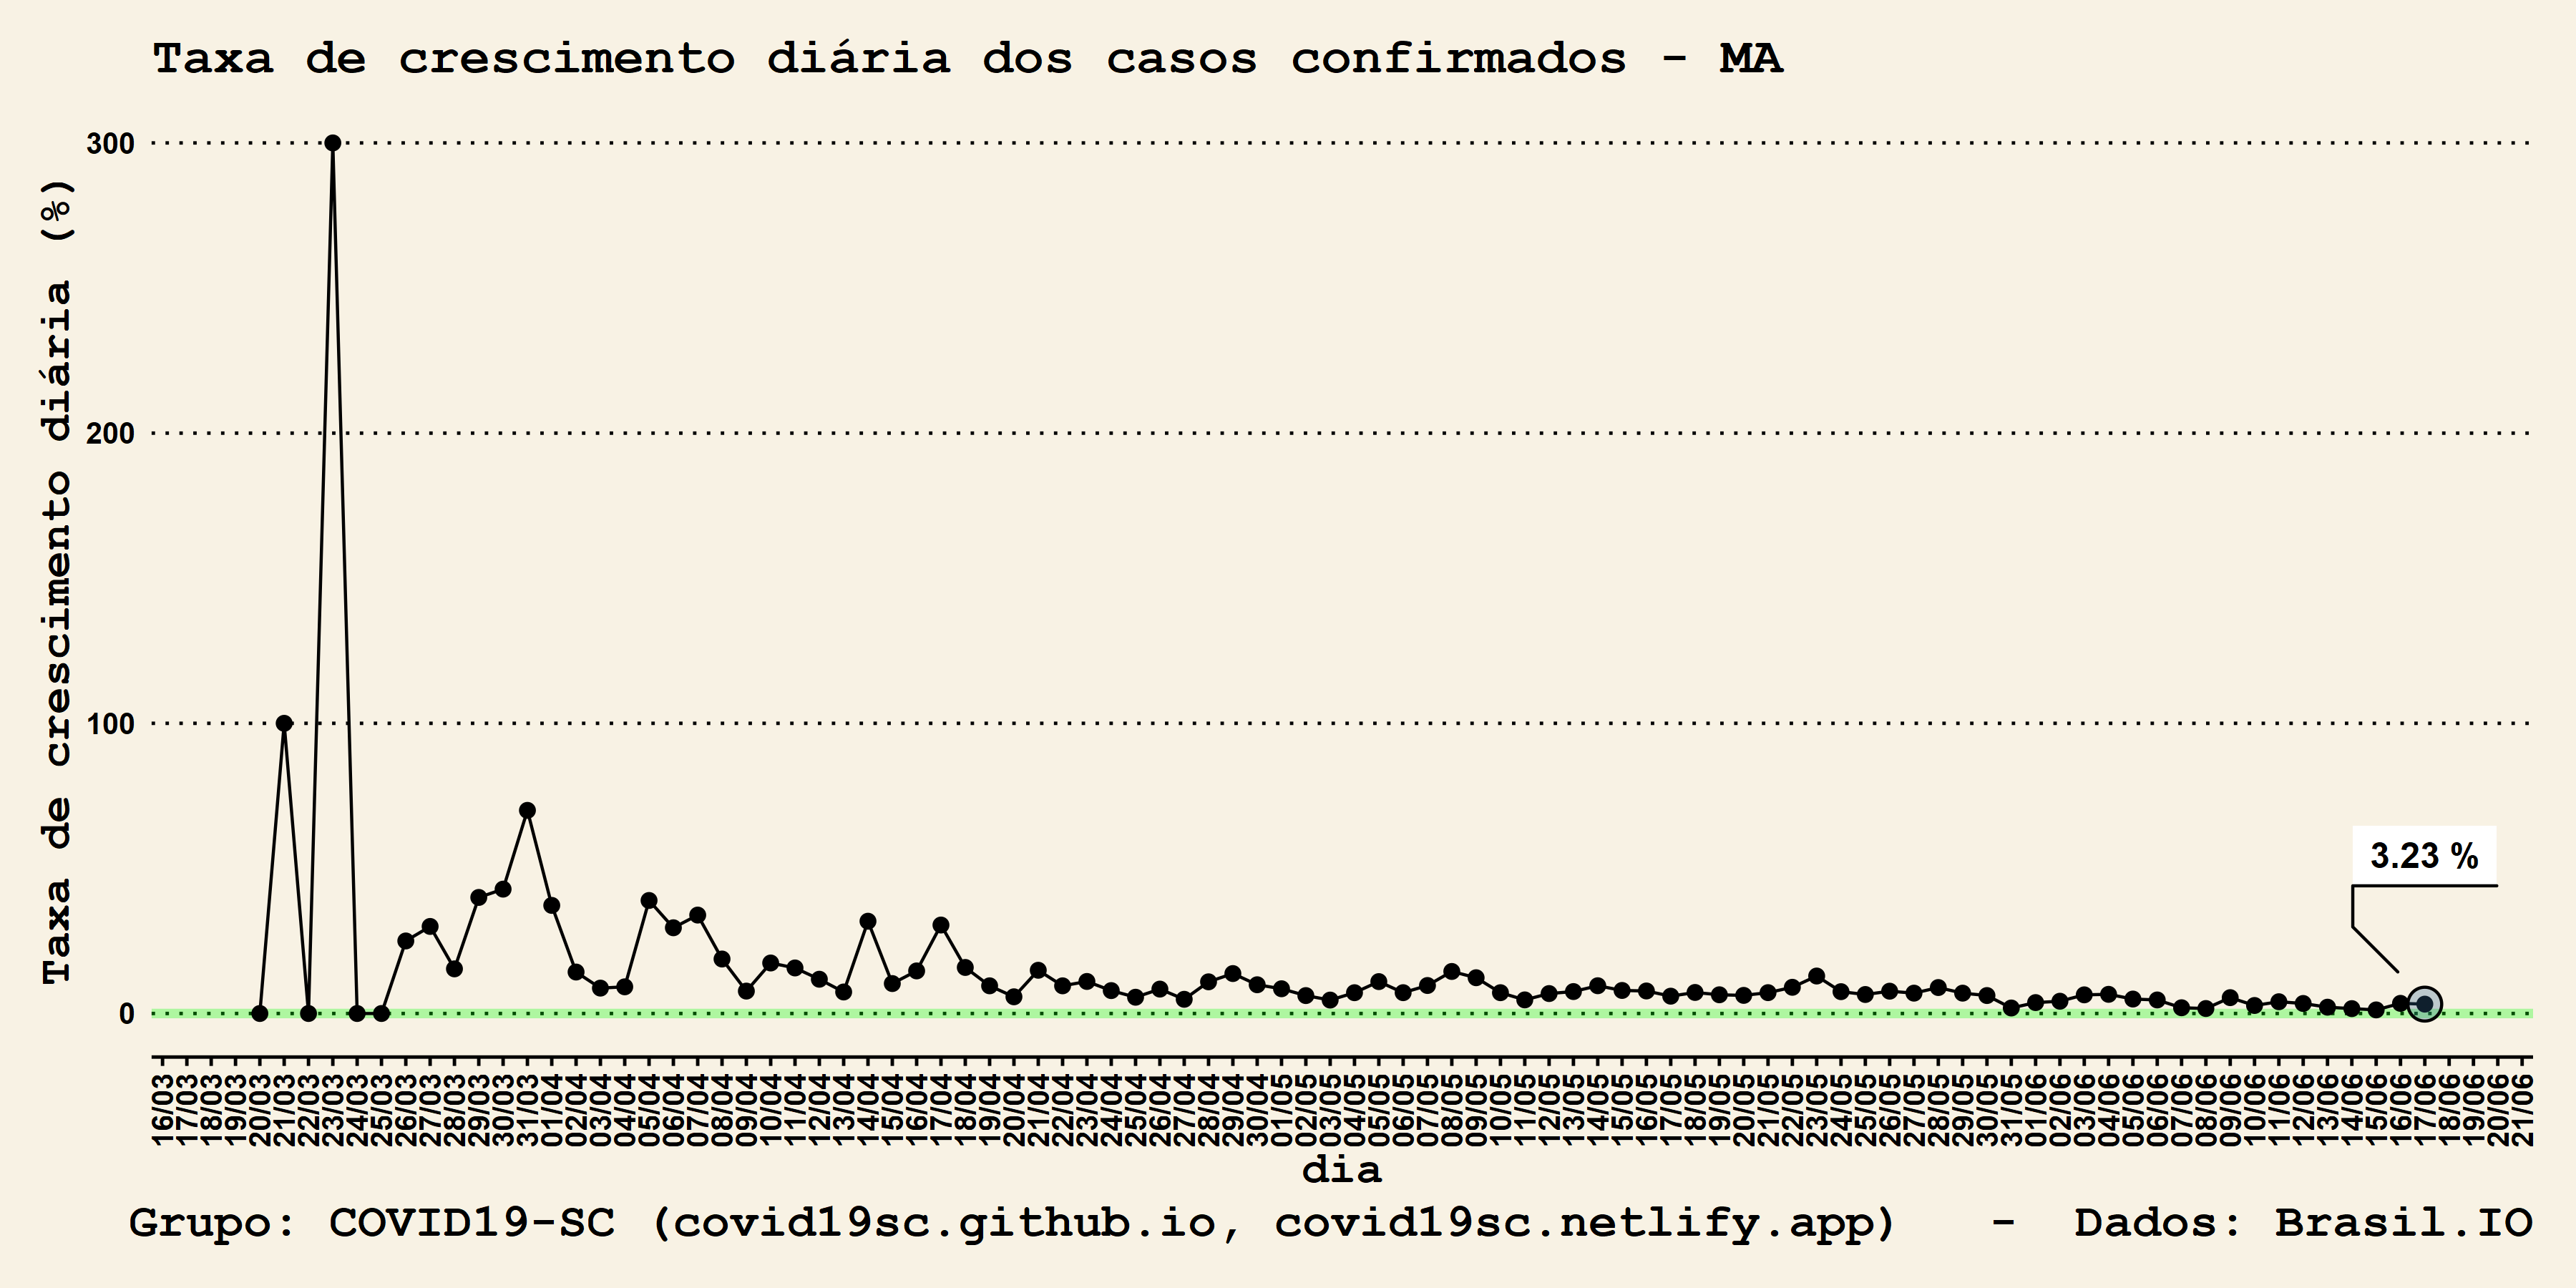 Taxa de crescimento diária dos casos confirmados - MA
Taxa de crescimento diária (%)
300
200
100
0
3.23 %
16/03 17/03 18/03 19/03 20/03 21/03 22/03 23/03 24/03 25/03 26/03 27/03 28/03 29/03 30/03 31/03 01/04 02/04 03/04 04/04 05/04 06/04 07/04 08/04 09/04 10/04 11/04 12/04 13/04 14/04 15/04 16/04 17/04 18/04 19/04 20/04 21/04 22/04 23/04 24/04 25/04 26/04 27/04 28/04 29/04 30/04 01/05 02/05 03/05 04/05 05/05 06/05 07/05 08/05 09/05 10/05 11/05 12/05 13/05 14/05 15/05 16/05 17/05 18/05 19/05 20/05 21/05 22/05 23/05 24/05 25/05 26/05 27/05 28/05 29/05 30/05 31/05 01/06 02/06 03/06 04/06 05/06 06/06 07/06 08/06 09/06 10/06 11/06 12/06 13/06 14/06 15/06 16/06 17/06 18/06 19/06 20/06 21/06
dia
Grupo: COVID19-SC (covid19sc.github.io, covid19sc.netlify.app) - Dados: Brasil.IO